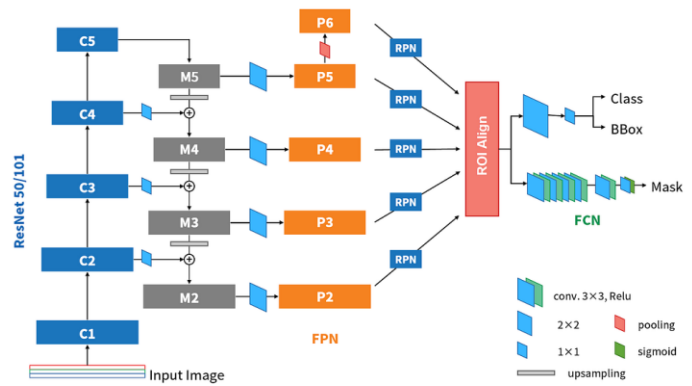 P6
C5
RPN
M5
P5
RPN
C4
Class
BBox
M4
P4
RPN
ROI Align
C3
Mask
ResNet 50/101
M3
P3
RPN
FCN
C2
RPN
M2
P2
conv. 3×3, Relu
C1
FPN
2×2
pooling
1×1
sigmoid
Input Image
upsampling